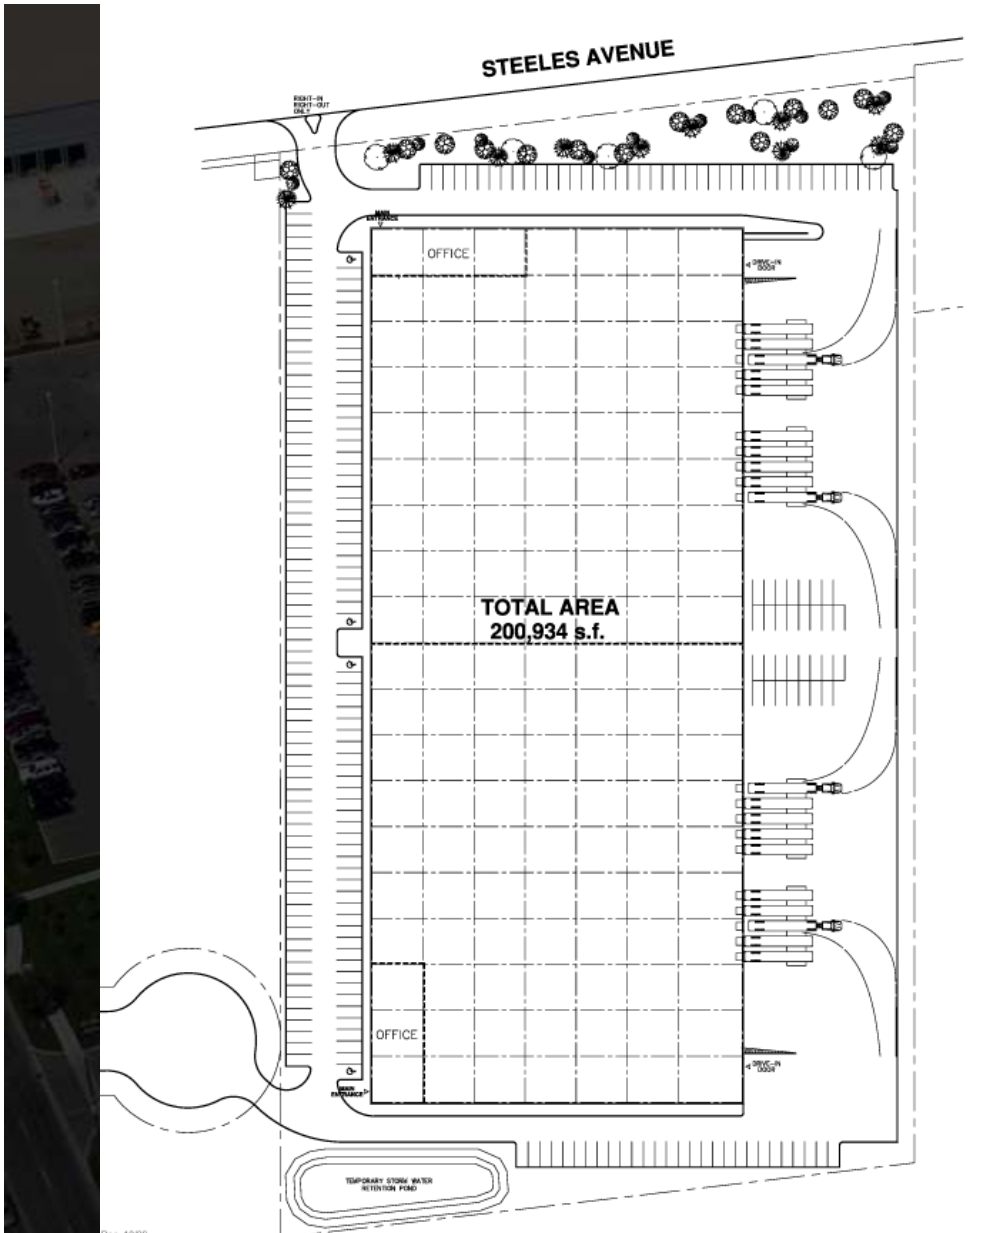 STEELES AVENUE
RIGHT-IN
RIGHT-OUT
ONLY
MAIN
ENTRANCE
OFFICE
DRIVE-IN
DOOR
TOTAL AREA
200,934 s.f.
OFFICE
DRIVE-IN
DOOR
MAIN
ENTRANCE
TEMPORARY STORM WATER
RETENTION POND